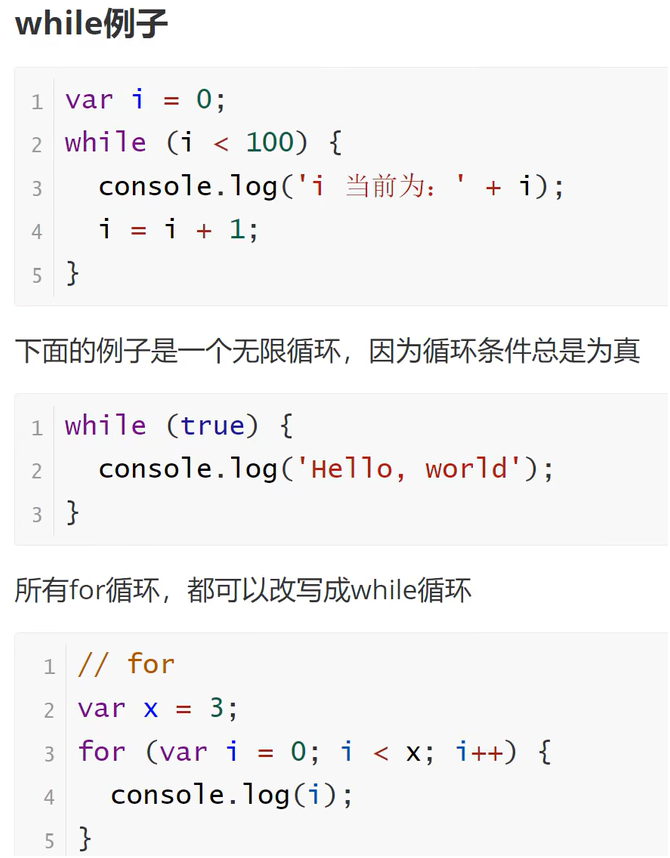 while例子
1 var i = 0;
2 while (i < 100) {
3   console.log('i 当前为：' + i);
4   i = i + 1;
5 }
下面的例子是一个无限循环，因为循环条件总是为真
1 while (true) {
2   console.log('Hello, world');
3 }
所有for循环，都可以改写成while循环
1 // for
2 var x = 3;
3 for (var i = 0; i < x; i++) {
4   console.log(i);
5 }